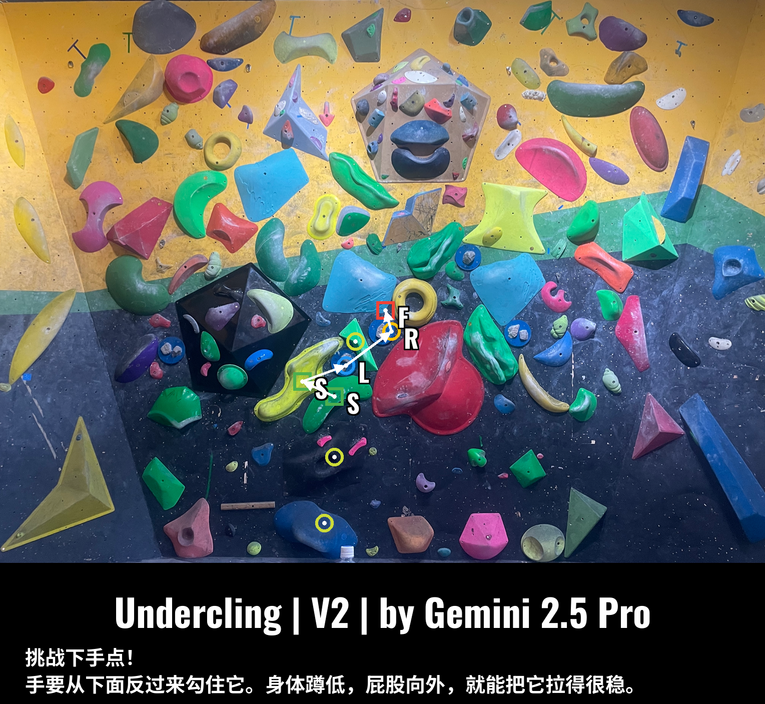 F
R
L
S
S
Undercling | V2 | by Gemini 2.5 Pro
挑战下手点！
手要从下面反过来勾住它。身体蹲低，屁股向外，就能把它拉得很稳。